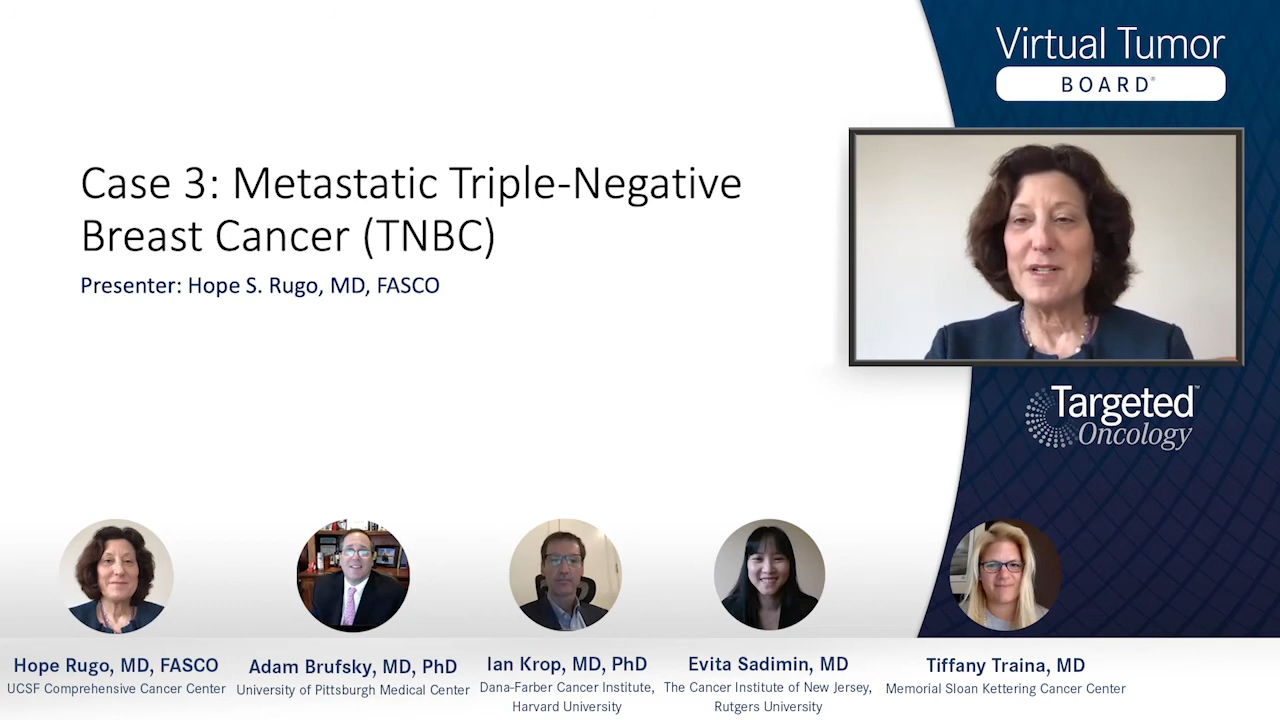 Virtual Tumor
BOARD®
Case 3: Metastatic Triple-Negative
Breast Cancer (TNBC)
Presenter: Hope S. Rugo, MD, FASCO
Targeted™
Oncology
Hope Rugo, MD, FASCO
UCSF Comprehensive Cancer Center
Adam Brufsky, MD, PhD
University of Pittsburgh Medical Center
Ian Krop, MD, PhD
Dana-Farber Cancer Institute,
Harvard University
Evita Sadimin, MD
The Cancer Institute of New Jersey,
Rutgers University
Tiffany Traina, MD
Memorial Sloan Kettering Cancer Center